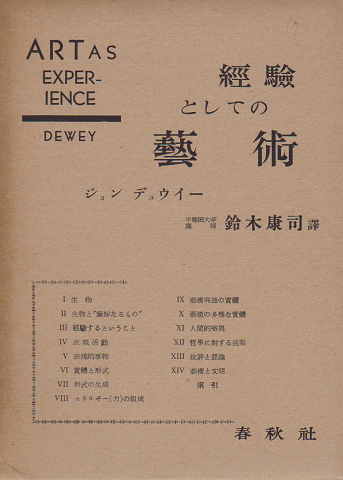 ART AS
EXPER-
IENCE
DEWEY
經驗
としての
藝術
ジョン デュウイー
早稲田大学
講師
鈴木康司譯
I 生物
II 生物と“靈妙たるもの”
III 經驗するということ
IV 表現活動
V 表現的事物
VI 實體と形式
VII 形式の生成
VIII エネルギー(力)の組成
IX 藝術共通の實體
X 藝術の多様な實體
XI 人間的寄與
XII 哲學に対する挑戦
XIII 批評と認識
XIV 藝術と文明
索引
春秋社